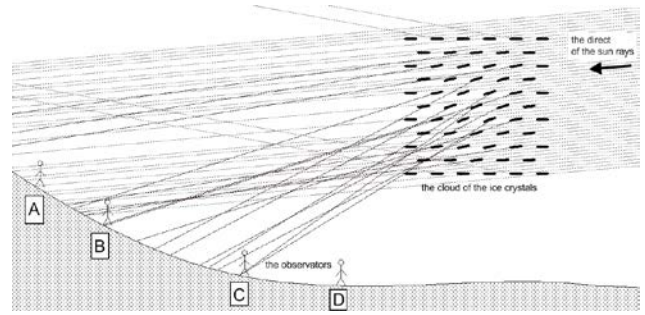 the direct
of the sun rays
the cloud of the ice crystals
A
B
the observators
C
D